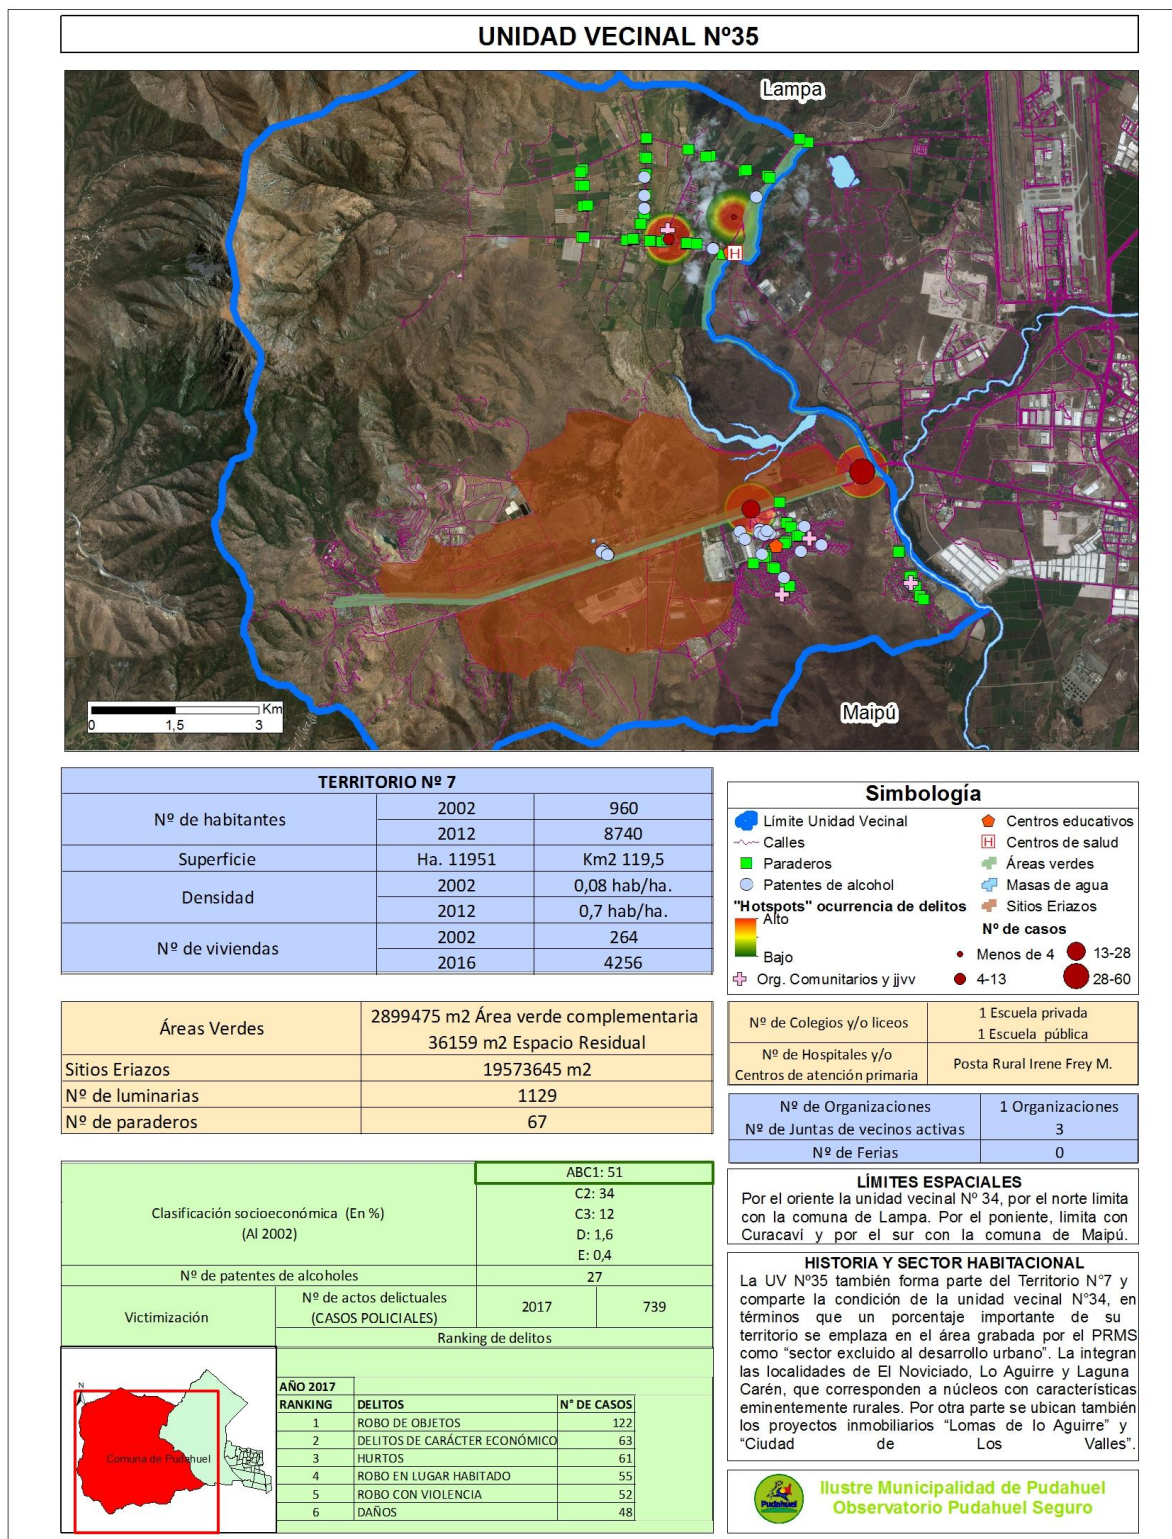 UNIDAD VECINAL Nº35
Lampa
Maipú
Km
0 1,5 3
H
TERRITORIO Nº 7
Nº de habitantes 2002 960
2012 8740
Superficie Ha. 11951 Km2 119,5
Densidad 2002 0,08 hab/ha.
2012 0,7 hab/ha.
Nº de viviendas 2002 264
2016 4256
Simbología
Límite Unidad Vecinal
Calles
Paraderos
Patentes de alcohol
"Hotspots" ocurrencia de delitos
Alto
Bajo
Org. Comunitarios y jjvv
Centros educativos
H Centros de salud
Áreas verdes
Masas de agua
Sitios Eriazos
Nº de casos
Menos de 4 13-28
4-13 28-60
Áreas Verdes 2899475 m2 Área verde complementaria
36159 m2 Espacio Residual
Sitios Eriazos 19573645 m2
Nº de luminarias 1129
Nº de paraderos 67
Nº de Colegios y/o liceos 1 Escuela privada
1 Escuela pública
Nº de Hospitales y/o
Centros de atención primaria Posta Rural Irene Frey M.
Nº de Organizaciones 1 Organizaciones
Nº de Juntas de vecinos activas 3
Nº de Ferias 0
Clasificación socioeconómica (En %)
(Al 2002)
ABC1: 51
C2: 34
C3: 12
D: 1,6
E: 0,4
Nº de patentes de alcoholes 27
Victimización Nº de actos delictuales
(CASOS POLICIALES) 2017 739
Ranking de delitos
AÑO 2017
RANKING DELITOS N° DE CASOS
1 ROBO DE OBJETOS 122
2 DELITOS DE CARÁCTER ECONÓMICO 63
3 HURTOS 61
4 ROBO EN LUGAR HABITADO 55
5 ROBO CON VIOLENCIA 52
6 DAÑOS 48
N
Comuna de Pudahuel
LÍMITES ESPACIALES
Por el oriente la unidad vecinal Nº 34, por el norte limita
con la comuna de Lampa. Por el poniente, limita con
Curacaví y por el sur con la comuna de Maipú.
HISTORIA Y SECTOR HABITACIONAL
La UV Nº35 también forma parte del Territorio N°7 y
comparte la condición de la unidad vecinal N°34, en
términos que un porcentaje importante de su
territorio se emplaza en el área grabada por el PRMS
como “sector excluido al desarrollo urbano”. La integran
las localidades de El Noviciado, Lo Aguirre y Laguna
Carén, que corresponden a núcleos con características
eminentemente rurales. Por otra parte se ubican también
los proyectos inmobiliarios “Lomas de lo Aguirre” y
“Ciudad de Los Valles”.
Pudahuel
Ilustre Municipalidad de Pudahuel
Observatorio Pudahuel Seguro